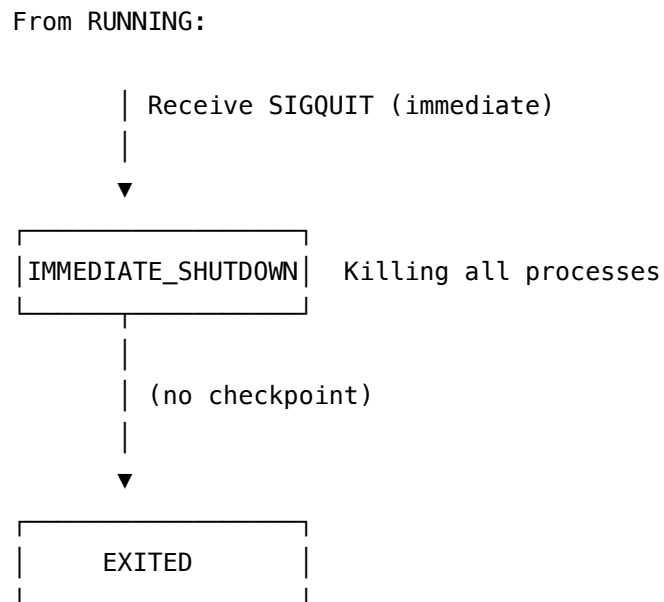 From RUNNING:
Receive SIGQUIT (immediate)
IMMEDIATE_SHUTDOWN Killing all processes
(no checkpoint)
EXITED